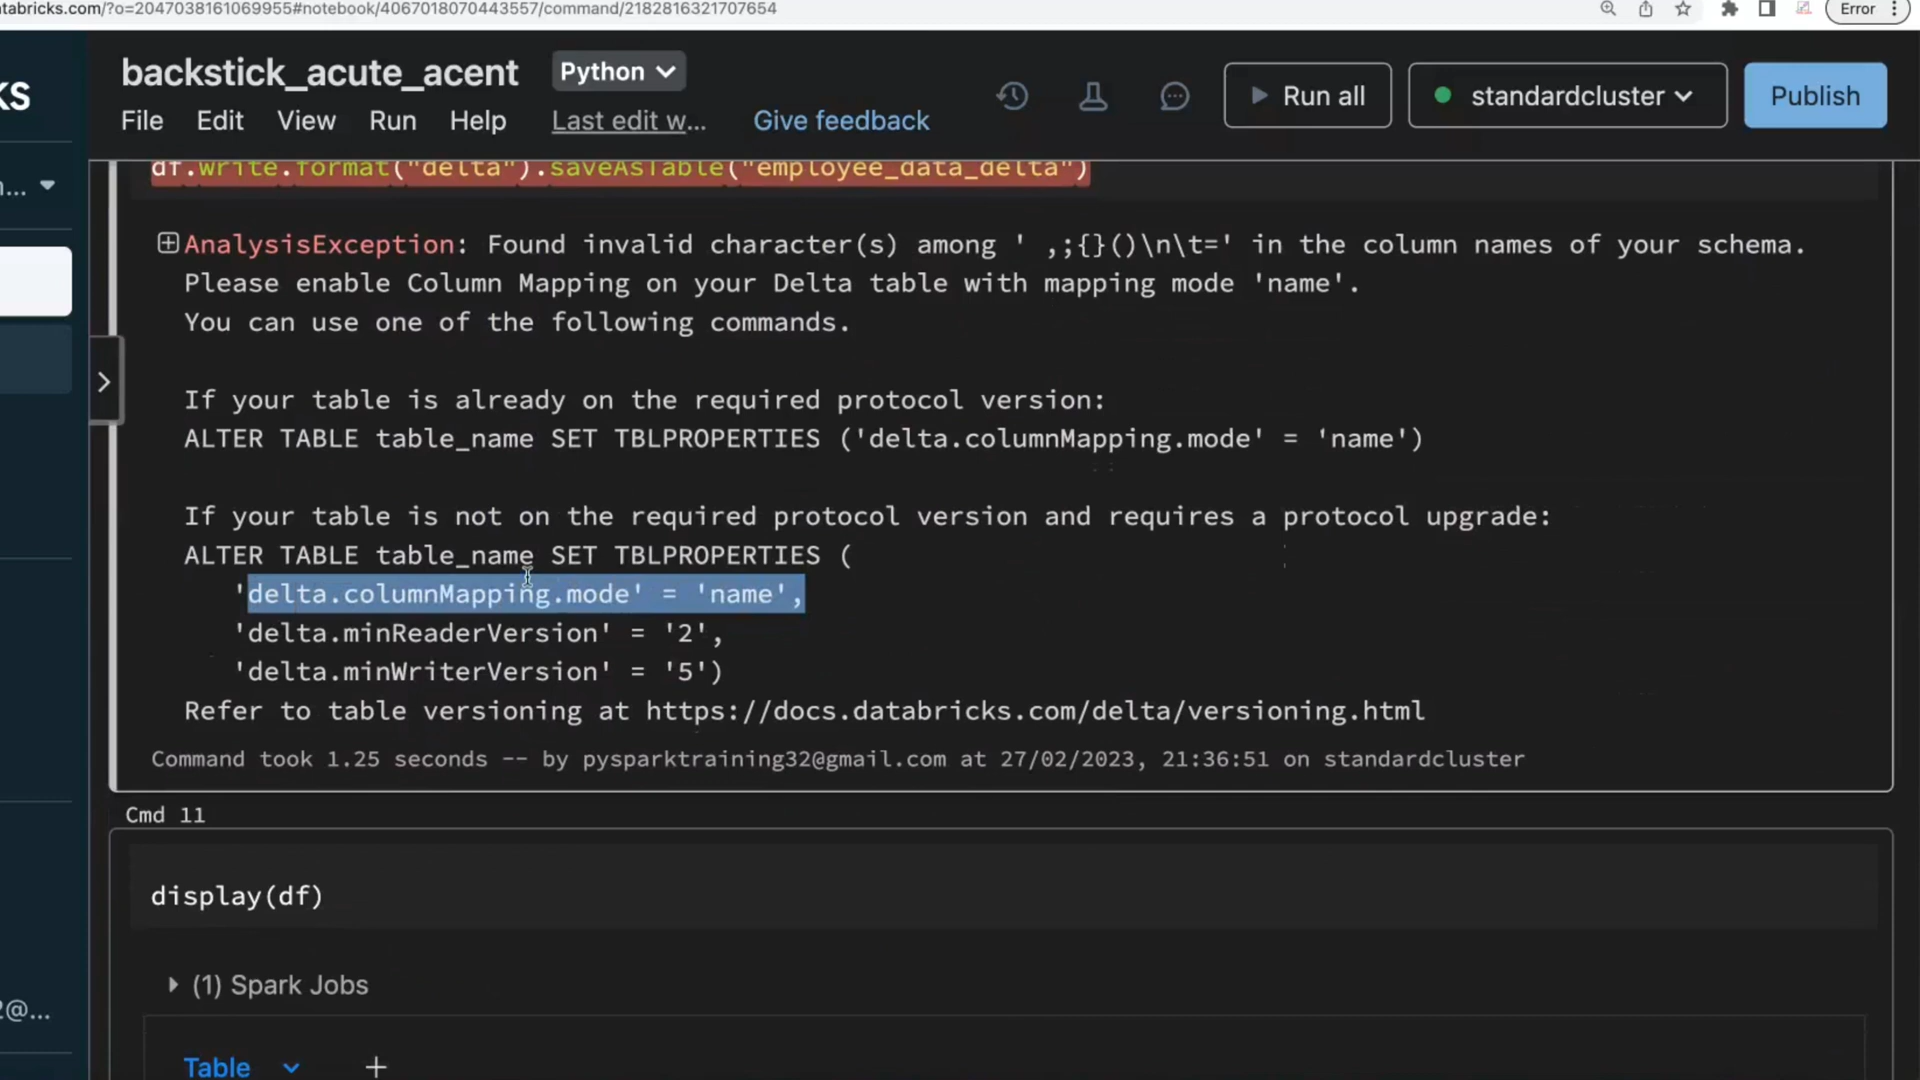 atabricks.com/?o=2047038161069955#notebook/4067018070443557/command/2182816321707654
Error
KS
backstick_acute_acent
Python
File Edit View Run Help Last edit w... Give feedback
Run all
standardcluster
Publish
n...
df.write.format("delta").saveAsTable("employee_data_delta")
AnalysisException: Found invalid character(s) among ' ,;{}()\n\t=' in the column names of your schema.
Please enable Column Mapping on your Delta table with mapping mode 'name'.
You can use one of the following commands.
If your table is already on the required protocol version:
ALTER TABLE table_name SET TBLPROPERTIES ('delta.columnMapping.mode' = 'name')
If your table is not on the required protocol version and requires a protocol upgrade:
ALTER TABLE table_name SET TBLPROPERTIES (
'delta.columnMapping.mode' = 'name',
'delta.minReaderVersion' = '2',
'delta.minWriterVersion' = '5')
Refer to table versioning at https://docs.databricks.com/delta/versioning.html
Command took 1.25 seconds -- by pysparktraining32@gmail.com at 27/02/2023, 21:36:51 on standardcluster
Cmd 11
display(df)
(1) Spark Jobs
2@...
Table +